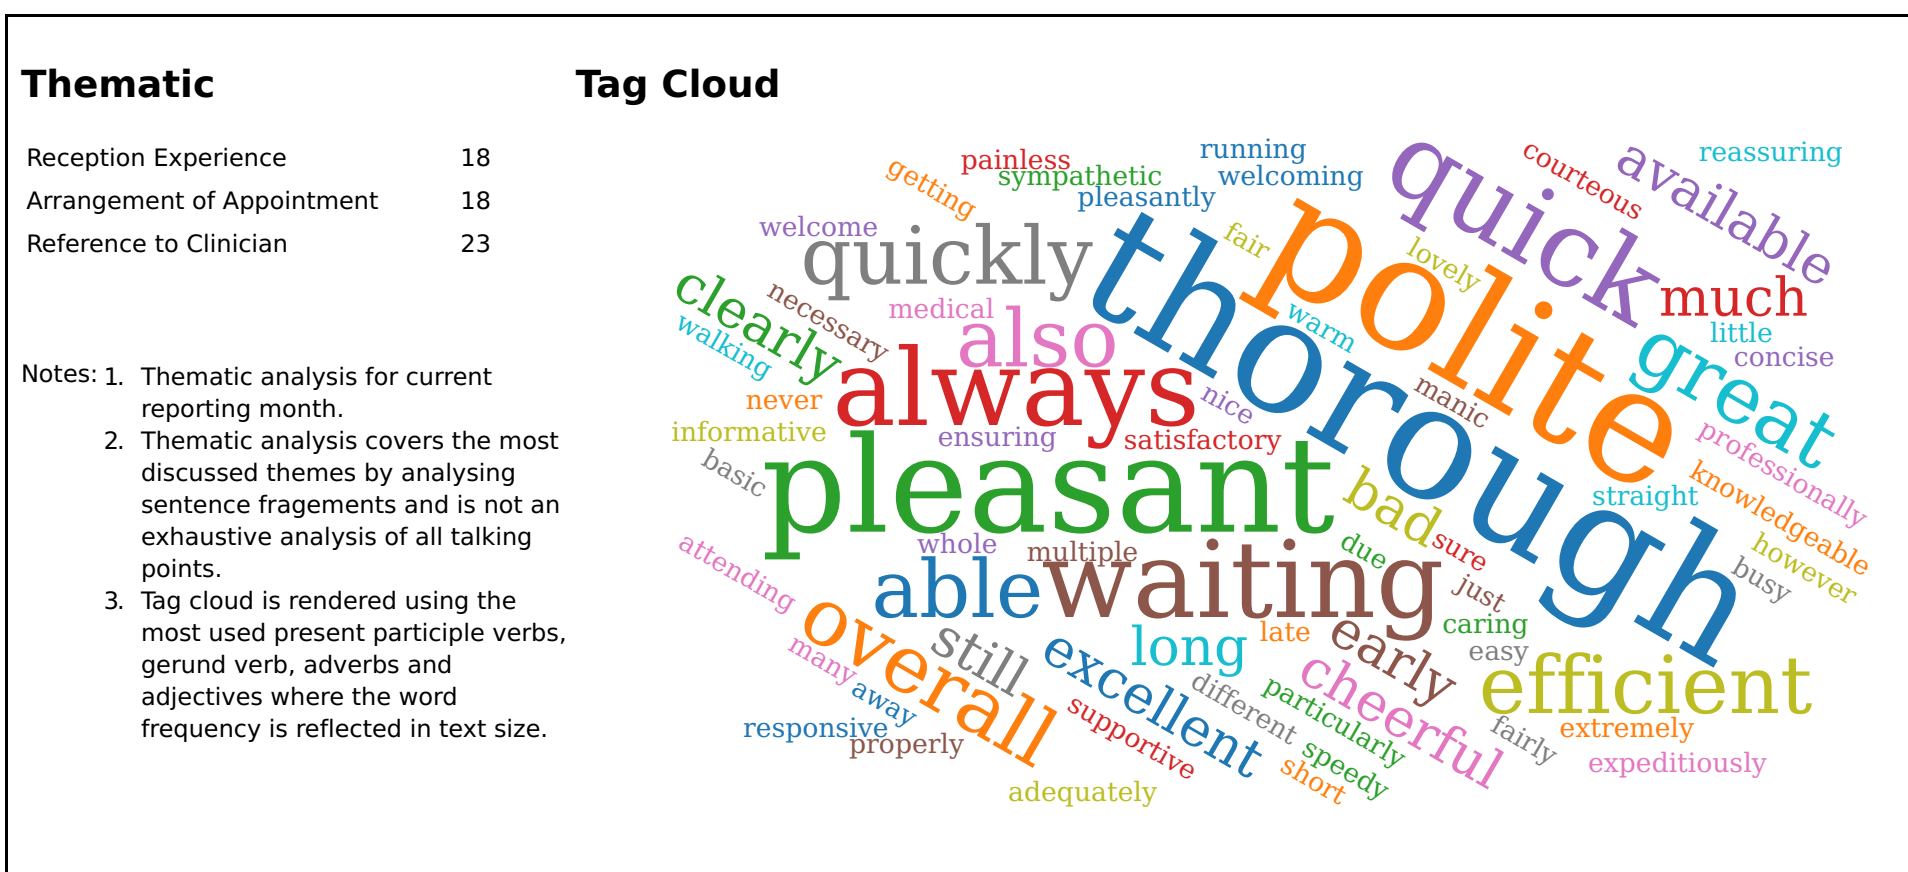 Thematic
Tag Cloud
Reception Experience 18
Arrangement of Appointment 18
Reference to Clinician 23
Notes: 1. Thematic analysis for current
reporting month.
2. Thematic analysis covers the most
discussed themes by analysing
sentence fragements and is not an
exhaustive analysis of all talking
points.
3. Tag cloud is rendered using the
most used present participle verbs,
gerund verb, adverbs and
adjectives where the word
frequency is reflected in text size.
running
painless
sympathetic
welcoming
pleasantly
getting
quick
courteous
available
reassuring
welcome
quickly
fair
polite
lovely
much
little
concise
clearly
necessary
walking
medical
also
thorough
warm
great
always
never
nice
manic
informative
ensuring
satisfactory
professionally
basic
pleasant
bad
straight
knowledgeable
whole
multiple
due
sure
however
busy
attending
able
waiting
just
overall
still
long
late
early
caring
easy
many
away
excellent
different
particularly
cheerful
efficient
responsive
properly
supportive
speedy
short
fairly
extremely
expeditiously
adequately